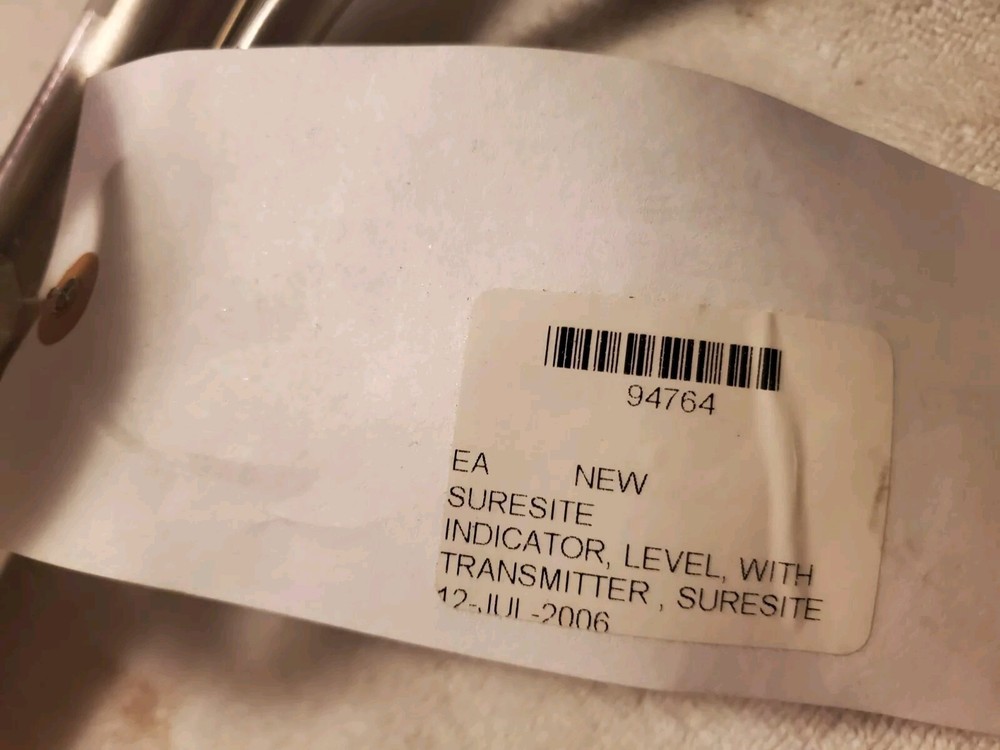 94764
EA NEW
SURESITE
INDICATOR, LEVEL, WITH
TRANSMITTER , SURESITE
12-JUL-2006